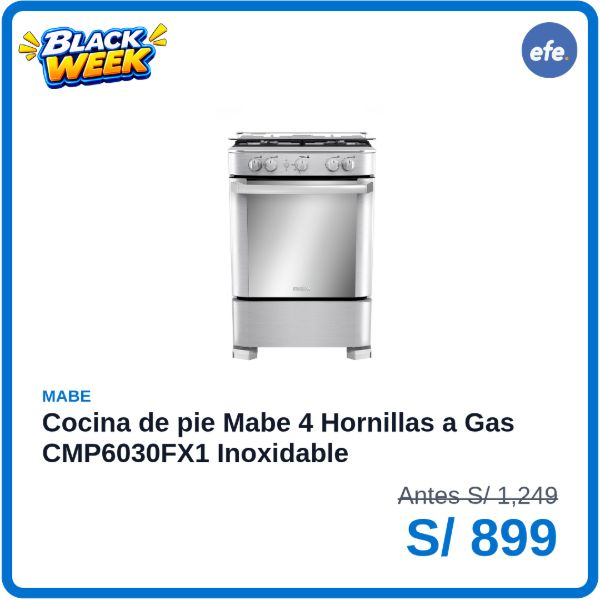 BLACK
WEEK
efe.
MABE
Cocina de pie Mabe 4 Hornillas a Gas
CMP6030FX1 Inoxidable
Antes S/ 1,249
S/ 899